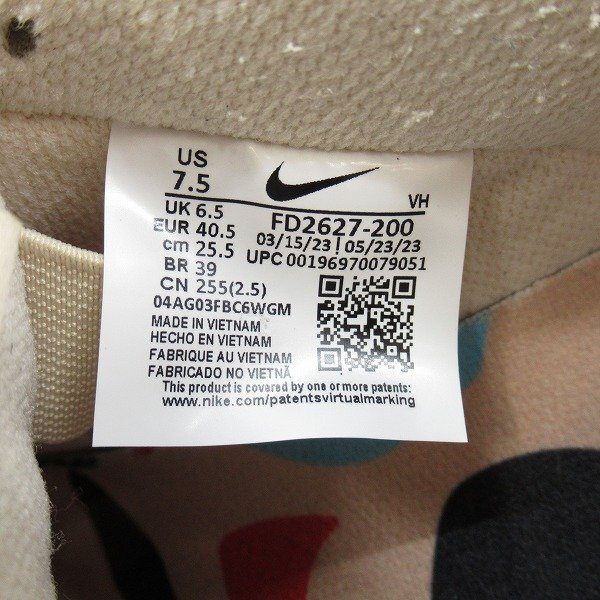 US
7.5
VH
UK 6.5
FD2627-200
EUR 40.5
03/15/23 | 05/23/23
cm 25.5
UPC 00196970079051
BR 39
CN 255(2.5)
04AG03FBC6WGM
MADE IN VIETNAM
HECHO EN VIETNAM
FABRIQUE AU VIETNAM
FABRICADO NO VIETNÃ
This product is covered by one or more patents:
www.nike.com/patentsvirtualmarking